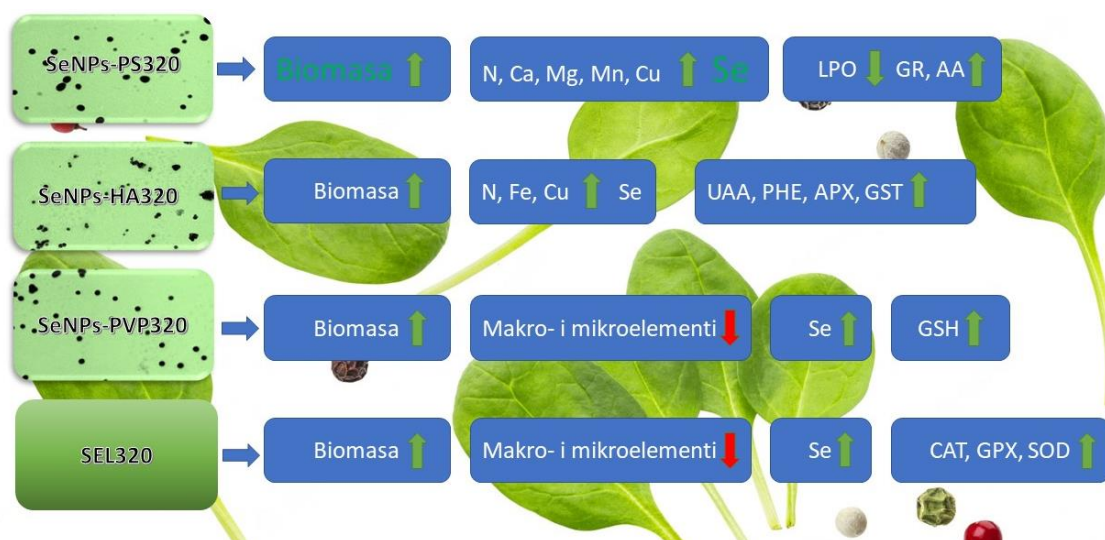 SeNPs-PS320
Biomasa
N, Ca, Mg, Mn, Cu Se
LPO GR, AA
SeNPs-HA320
Biomasa
N, Fe, Cu Se
UAA, PHE, APX, GST
SeNPs-PVP320
Biomasa
Makro- i mikroelementi
Se
GSH
SEL320
Biomasa
Makro- i mikroelementi
Se
CAT, GPX, SOD